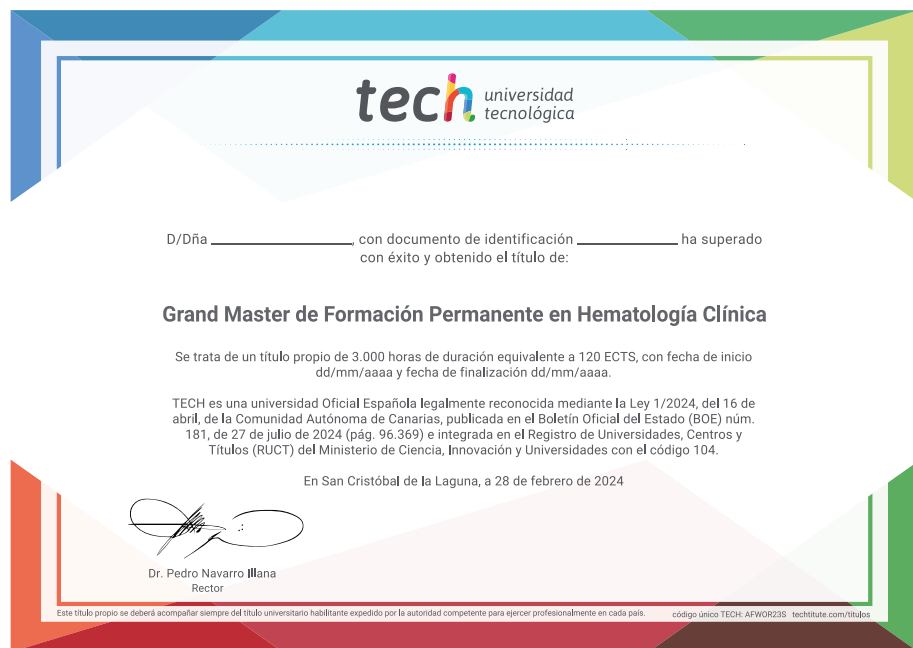 tech universidad
tecnológica
D/Dña ____________________, con documento de identificación ______________ ha superado
con éxito y obtenido el título de:
Grand Master de Formación Permanente en Hematología Clínica
Se trata de un título propio de 3.000 horas de duración equivalente a 120 ECTS, con fecha de inicio
dd/mm/aaaa y fecha de finalización dd/mm/aaaa.
TECH es una universidad Oficial Española legalmente reconocida mediante la Ley 1/2024, del 16 de
abril, de la Comunidad Autónoma de Canarias, publicada en el Boletín Oficial del Estado (BOE) núm.
181, de 27 de julio de 2024 (pág. 96.369) e integrada en el Registro de Universidades, Centros y
Títulos (RUCT) del Ministerio de Ciencia, Innovación y Universidades con el código 104.
En San Cristóbal de la Laguna, a 28 de febrero de 2024
Dr. Pedro Navarro Illana
Rector
Este título propio se deberá acompañar siempre del título universitario habilitante expedido por la autoridad competente para ejercer profesionalmente en cada país. código único TECH: AFWOR23S techtitute.com/titulos